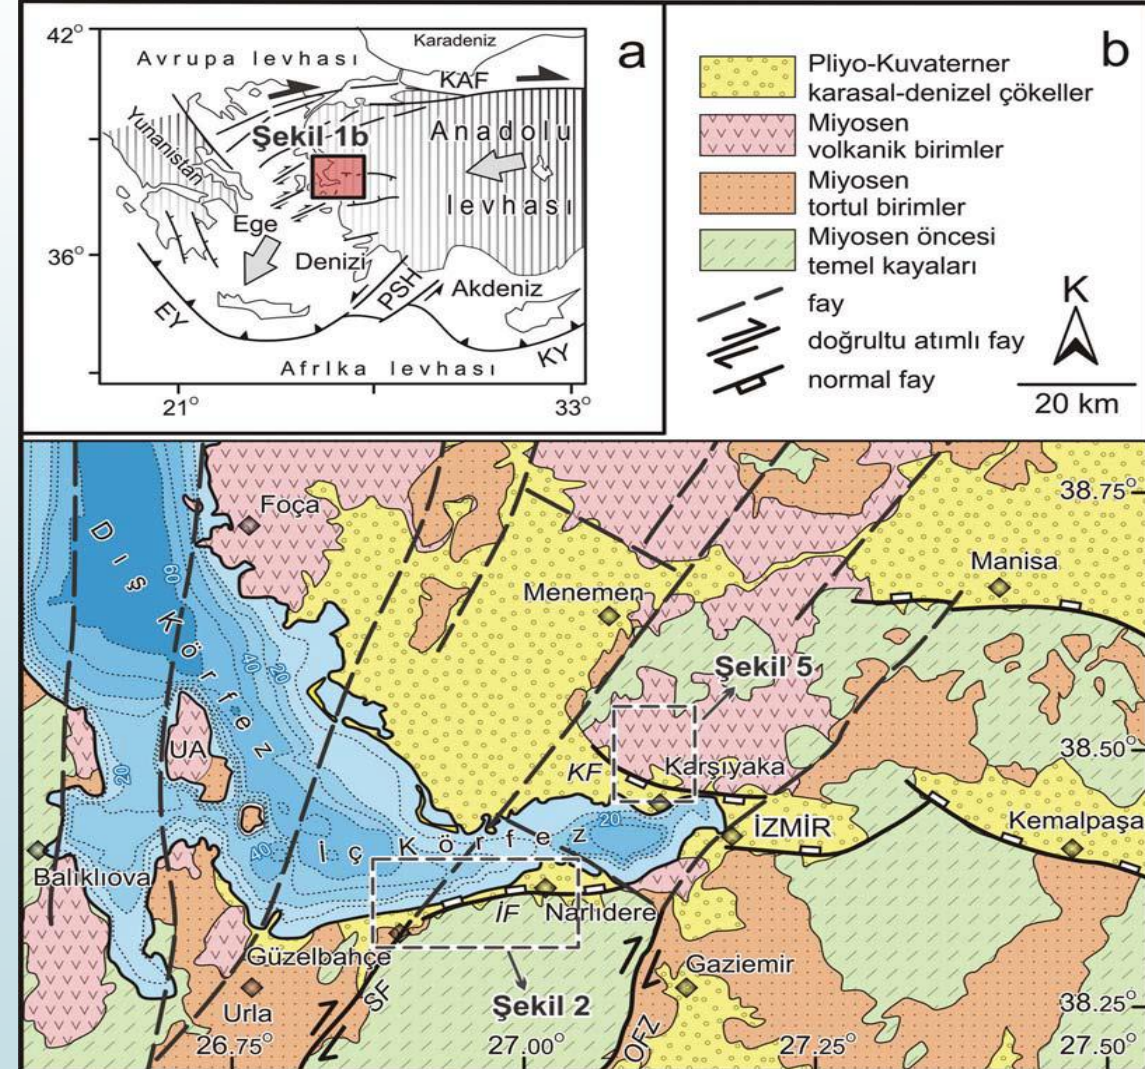 42°
Karadeniz
a
Avrupa levhası
KAF
Yunanistan
Şekil 1b
Anadolu
levhası
Ege
36°
Denizi
PSH
Akdeniz
EY
KY
AfrIka levhası
21°
33°
b
Pliyo-Kuvaterner
karasal-denizel çökeller
Miyosen
volkanik birimler
Miyosen
tortul birimler
Miyosen öncesi
temel kayaları
fay
doğrultu atımlı fay
normal fay
K
20 km
Foça
38.75°
Dış Körfez
60
Manisa
Menemen
40
20
Şekil 5
UA
38.50°
20
KF
Karşıyaka
20
İZMİR
Kemalpaşa
İç Körfez
40
Balıklıova
İF
Narlıdere
Güzelbahçe
Gaziemir
SF
Şekil 2
38.25°
Urla
OFZ
26.75°
27.00°
27.25°
27.50°